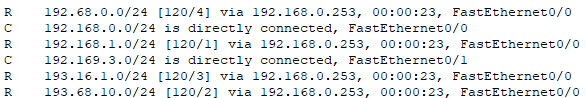 R 192.68.0.0/24 [120/4] via 192.168.0.253, 00:00:23, FastEthernet0/0
C 192.168.0.0/24 is directly connected, FastEthernet0/0
R 192.168.1.0/24 [120/1] via 192.168.0.253, 00:00:23, FastEthernet0/0
C 192.169.3.0/24 is directly connected, FastEthernet0/1
R 193.16.1.0/24 [120/3] via 192.168.0.253, 00:00:23, FastEthernet0/0
R 193.68.10.0/24 [120/2] via 192.168.0.253, 00:00:23, FastEthernet0/0